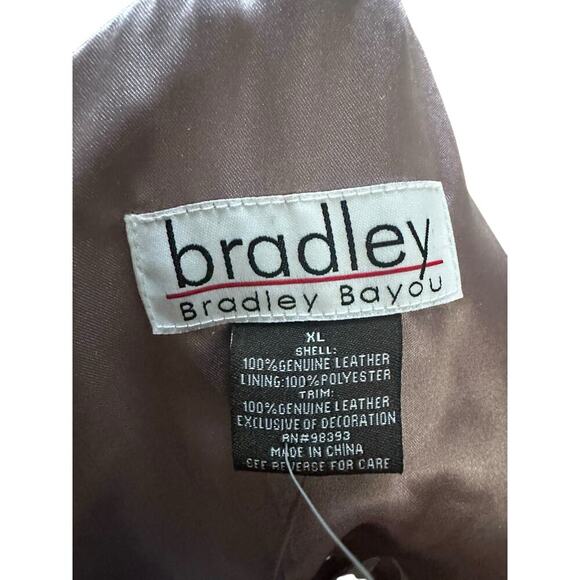 bradley
Bradley Bayou
XL
SHELL:
100%GENUINE LEATHER
LINING:100%POLYESTER
TRIM:
100%GENUINE LEATHER
EXCLUSIVE OF DECORATION
RN#98393
MADE IN CHINA
SEE REVERSE FOR CARE